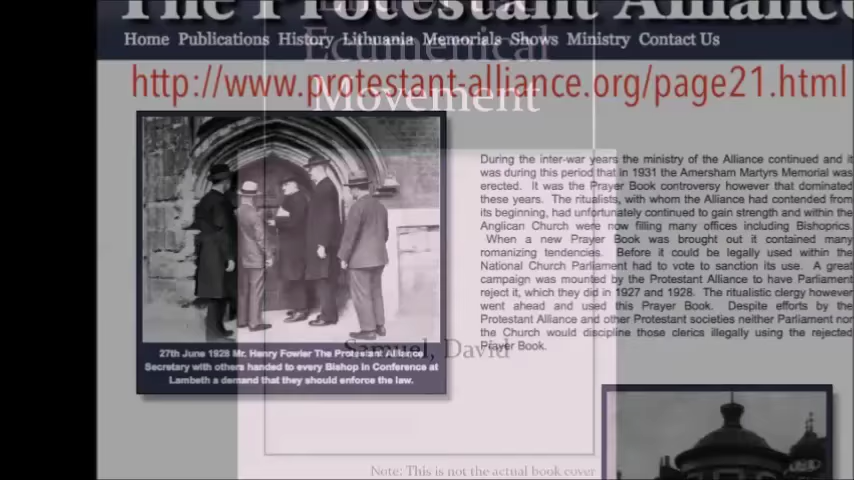 The Protestant Alliance
Home Publications History Lithuania Memorials Shows Ministry Contact Us
Ecumenical
Movement
http://www.protestant-alliance.org/page21.html
During the inter-war years the ministry of the Alliance continued and it
was during this period that in 1931 the Amersham Martyrs Memorial was
erected. It was the Prayer Book controversy however that dominated
these years. The ritualists, with whom the Alliance had contended from
its beginning, had unfortunately continued to gain strength and within the
Anglican Church were now filling many offices including Bishoprics.
When a new Prayer Book was brought out it contained many
romanizing tendencies. Before it could be legally used within the
National Church Parliament had to vote to sanction its use. A great
campaign was mounted by the Protestant Alliance to have Parliament
reject it, which they did in 1927 and 1928. The ritualistic clergy however
went ahead and used this Prayer Book. Despite efforts by the
Protestant Alliance and other Protestant societies neither Parliament nor
the Church would discipline those clerics illegally using the rejected
Prayer Book.
Samuel, David
27th June 1928 Mr. Henry Fowler The Protestant Alliance
Secretary with others handed to every Bishop in Conference at
Lambeth a demand that they should enforce the law.
Note: This is not the actual book cover